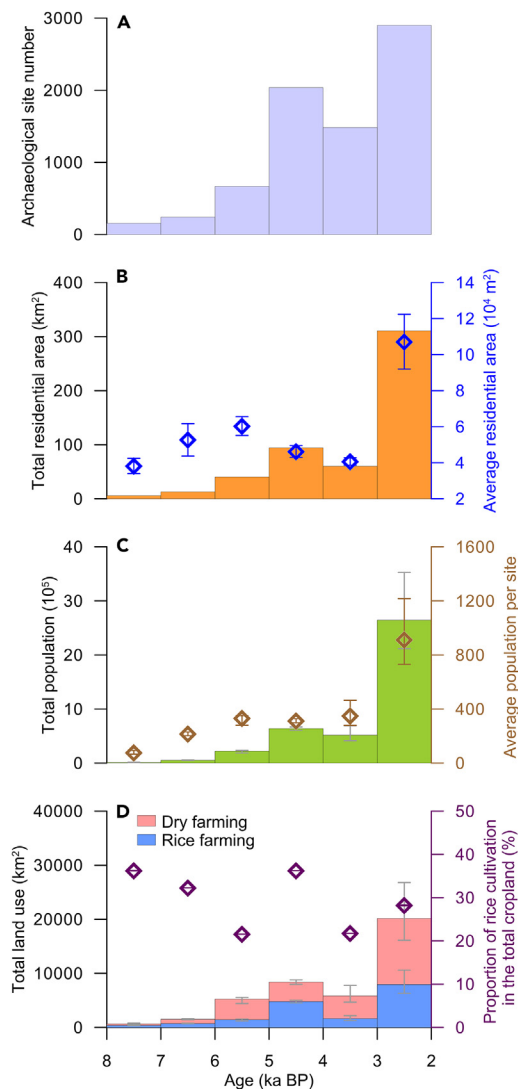 A
3000
2000
1000
0
Archaeological site number
B
400
300
200
100
0
Total residential area (km²)
14
12
10
8
6
4
2
Average residential area (10⁴ m²)
C
40
30
20
10
0
Total population (10⁵)
1600
1200
800
400
0
Average population per site
D
Dry farming
Rice farming
40000
30000
20000
10000
0
Total land use (km²)
50
40
30
20
10
0
Proportion of rice cultivation
in the total cropland (%)
8 7 6 5 4 3 2
Age (ka BP)